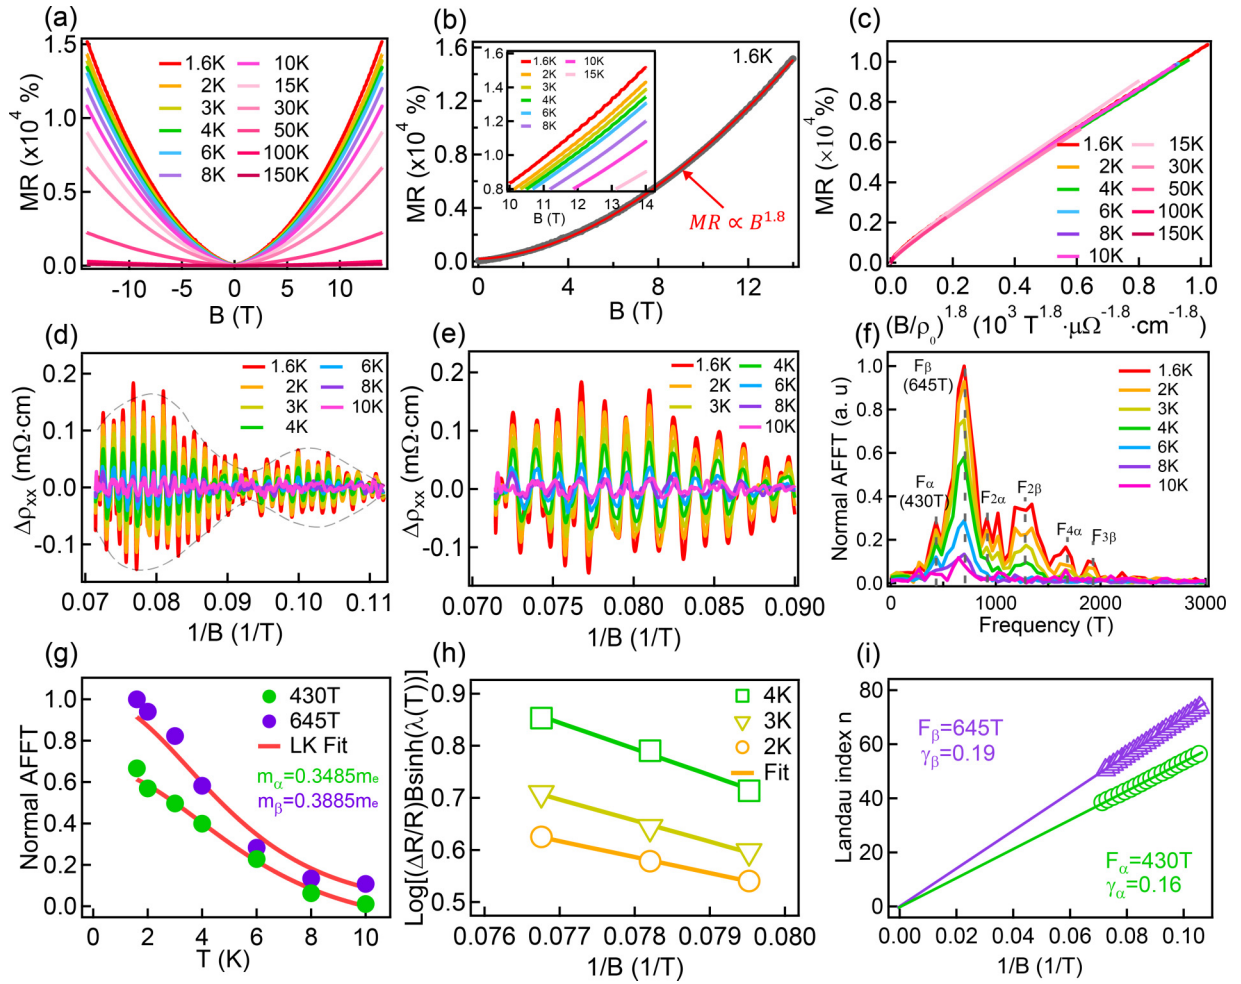 (a)
MR (x10⁴ %)
1.5
1.0
0.5
0.0
-10
-5
0
5
10
B (T)
1.6K
2K
3K
4K
6K
8K
10K
15K
30K
50K
100K
150K
(b)
MR (x10⁴ %)
1.6
1.2
0.8
0.4
0.0
0
4
8
12
B (T)
1.6K
MR ∝ B^1.8
1.6
1.4
1.2
1.0
0.8
10
11
12
13
14
B (T)
1.6K
2K
3K
4K
6K
8K
10K
15K
(c)
MR (×10⁴ %)
1.0
0.8
0.6
0.4
0.2
0.0
0.0
0.2
0.4
0.6
0.8
1.0
(B/ρ₀)^1.8 (10³ T^1.8·μΩ^-1.8·cm^-1.8)
1.6K
2K
4K
6K
8K
10K
15K
30K
50K
100K
150K
(d)
Δρxx (mΩ·cm)
0.2
0.1
0.0
-0.1
0.07
0.08
0.09
0.10
0.11
1/B (1/T)
1.6K
2K
3K
4K
6K
8K
10K
(e)
Δρxx (mΩ·cm)
0.2
0.1
0.0
-0.1
0.070
0.075
0.080
0.085
0.090
1/B (1/T)
1.6K
2K
3K
4K
6K
8K
10K
(f)
Normal AFFT (a. u)
1.0
0.8
0.6
0.4
0.2
0.0
0
1000
2000
3000
Frequency (T)
Fβ
(645T)
Fα
(430T)
F2α
F2β
F4α
F3β
1.6K
2K
3K
4K
6K
8K
10K
(g)
Normal AFFT
1.0
0.8
0.6
0.4
0.2
0.0
0
2
4
6
8
10
T (K)
430T
645T
LK Fit
mα=0.3485me
mβ=0.3885me
(h)
Log[(ΔR/R)Bsinh(λ(T))]
0.9
0.8
0.7
0.6
0.5
0.076
0.077
0.078
0.079
0.080
1/B (1/T)
4K
3K
2K
Fit
(i)
Landau index n
80
60
40
20
0
0.00
0.02
0.04
0.06
0.08
0.10
1/B (1/T)
Fβ=645T
γβ=0.19
Fα=430T
γα=0.16